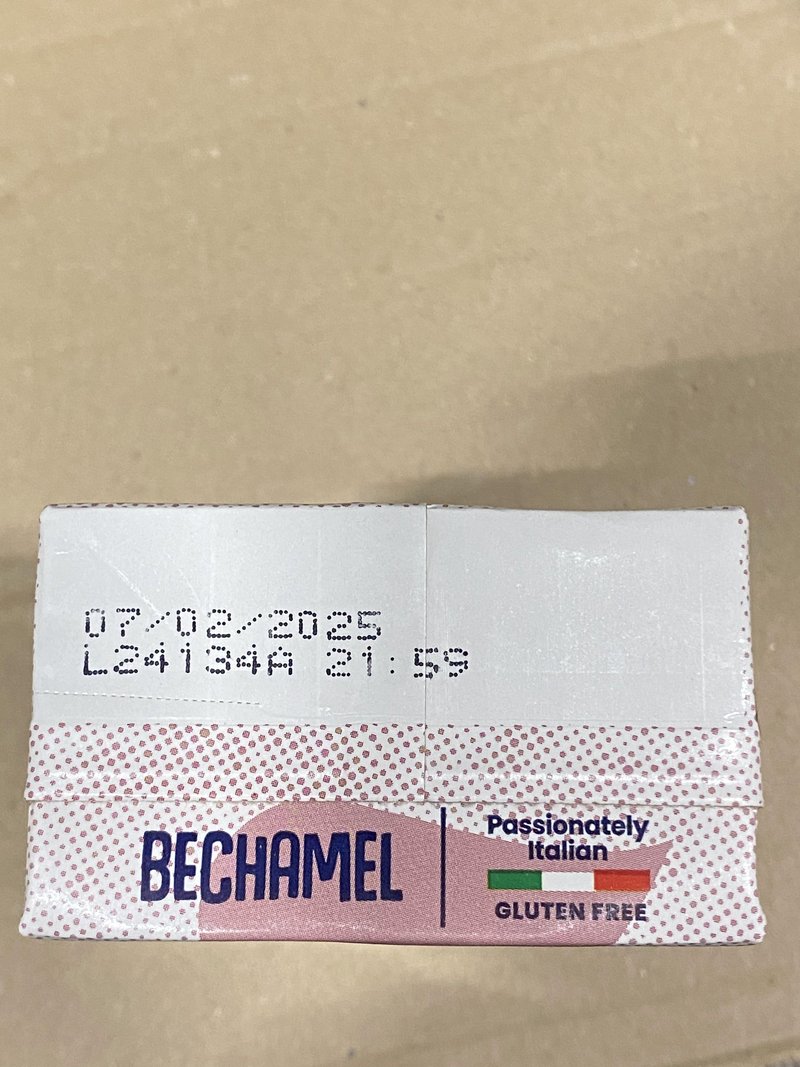 07/02/2025
L24134A 21:59
BECHAMEL
Passionately
Italian
GLUTEN FREE